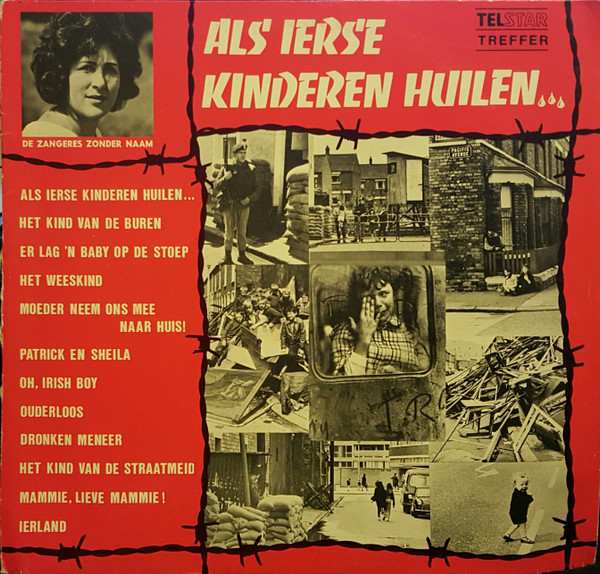 ALS IERSE
KINDEREN HUILEN...
TELSTAR
TREFFER
DE ZANGERES ZONDER NAAM
ALS IERSE KINDEREN HUILEN...
HET KIND VAN DE BUREN
ER LAG 'N BABY OP DE STOEP
HET WEESKIND
MOEDER NEEM ONS MEE
NAAR HUIS!
PATRICK EN SHEILA
OH, IRISH BOY
OUDERLOOS
DRONKEN MENEER
HET KIND VAN DE STRAATMEID
MAMMIE, LIEVE MAMMIE!
IERLAND
PACIFIC
AVENUE
I.R